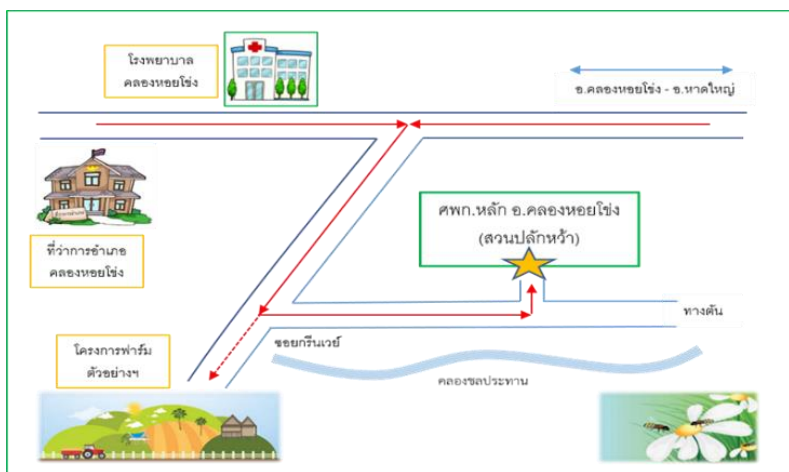 โรงพยาบาล
คลองหอยโข่ง
อ.คลองหอยโข่ง - อ.หาดใหญ่
ที่ว่าการอำเภอ
คลองหอยโข่ง
ศพก.หลัก อ.คลองหอยโข่ง
(สวนปลักหว้า)
ทางตัน
ซอยกรีนเวย์
โครงการฟาร์ม
ตัวอย่างฯ
คลองชลประทาน